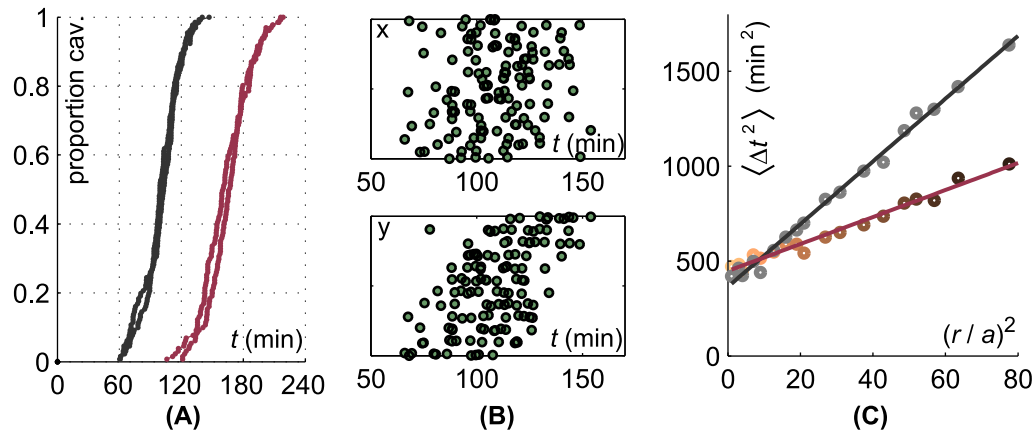 proportion cav.
1
0.8
0.6
0.4
0.2
0
t (min)
0 60 120 180 240
(A)
x
t (min)
50 100 150
y
t (min)
50 100 150
(B)
⟨Δt²⟩ (min²)
1500
1000
500
0
(r / a)²
0 20 40 60 80
(C)